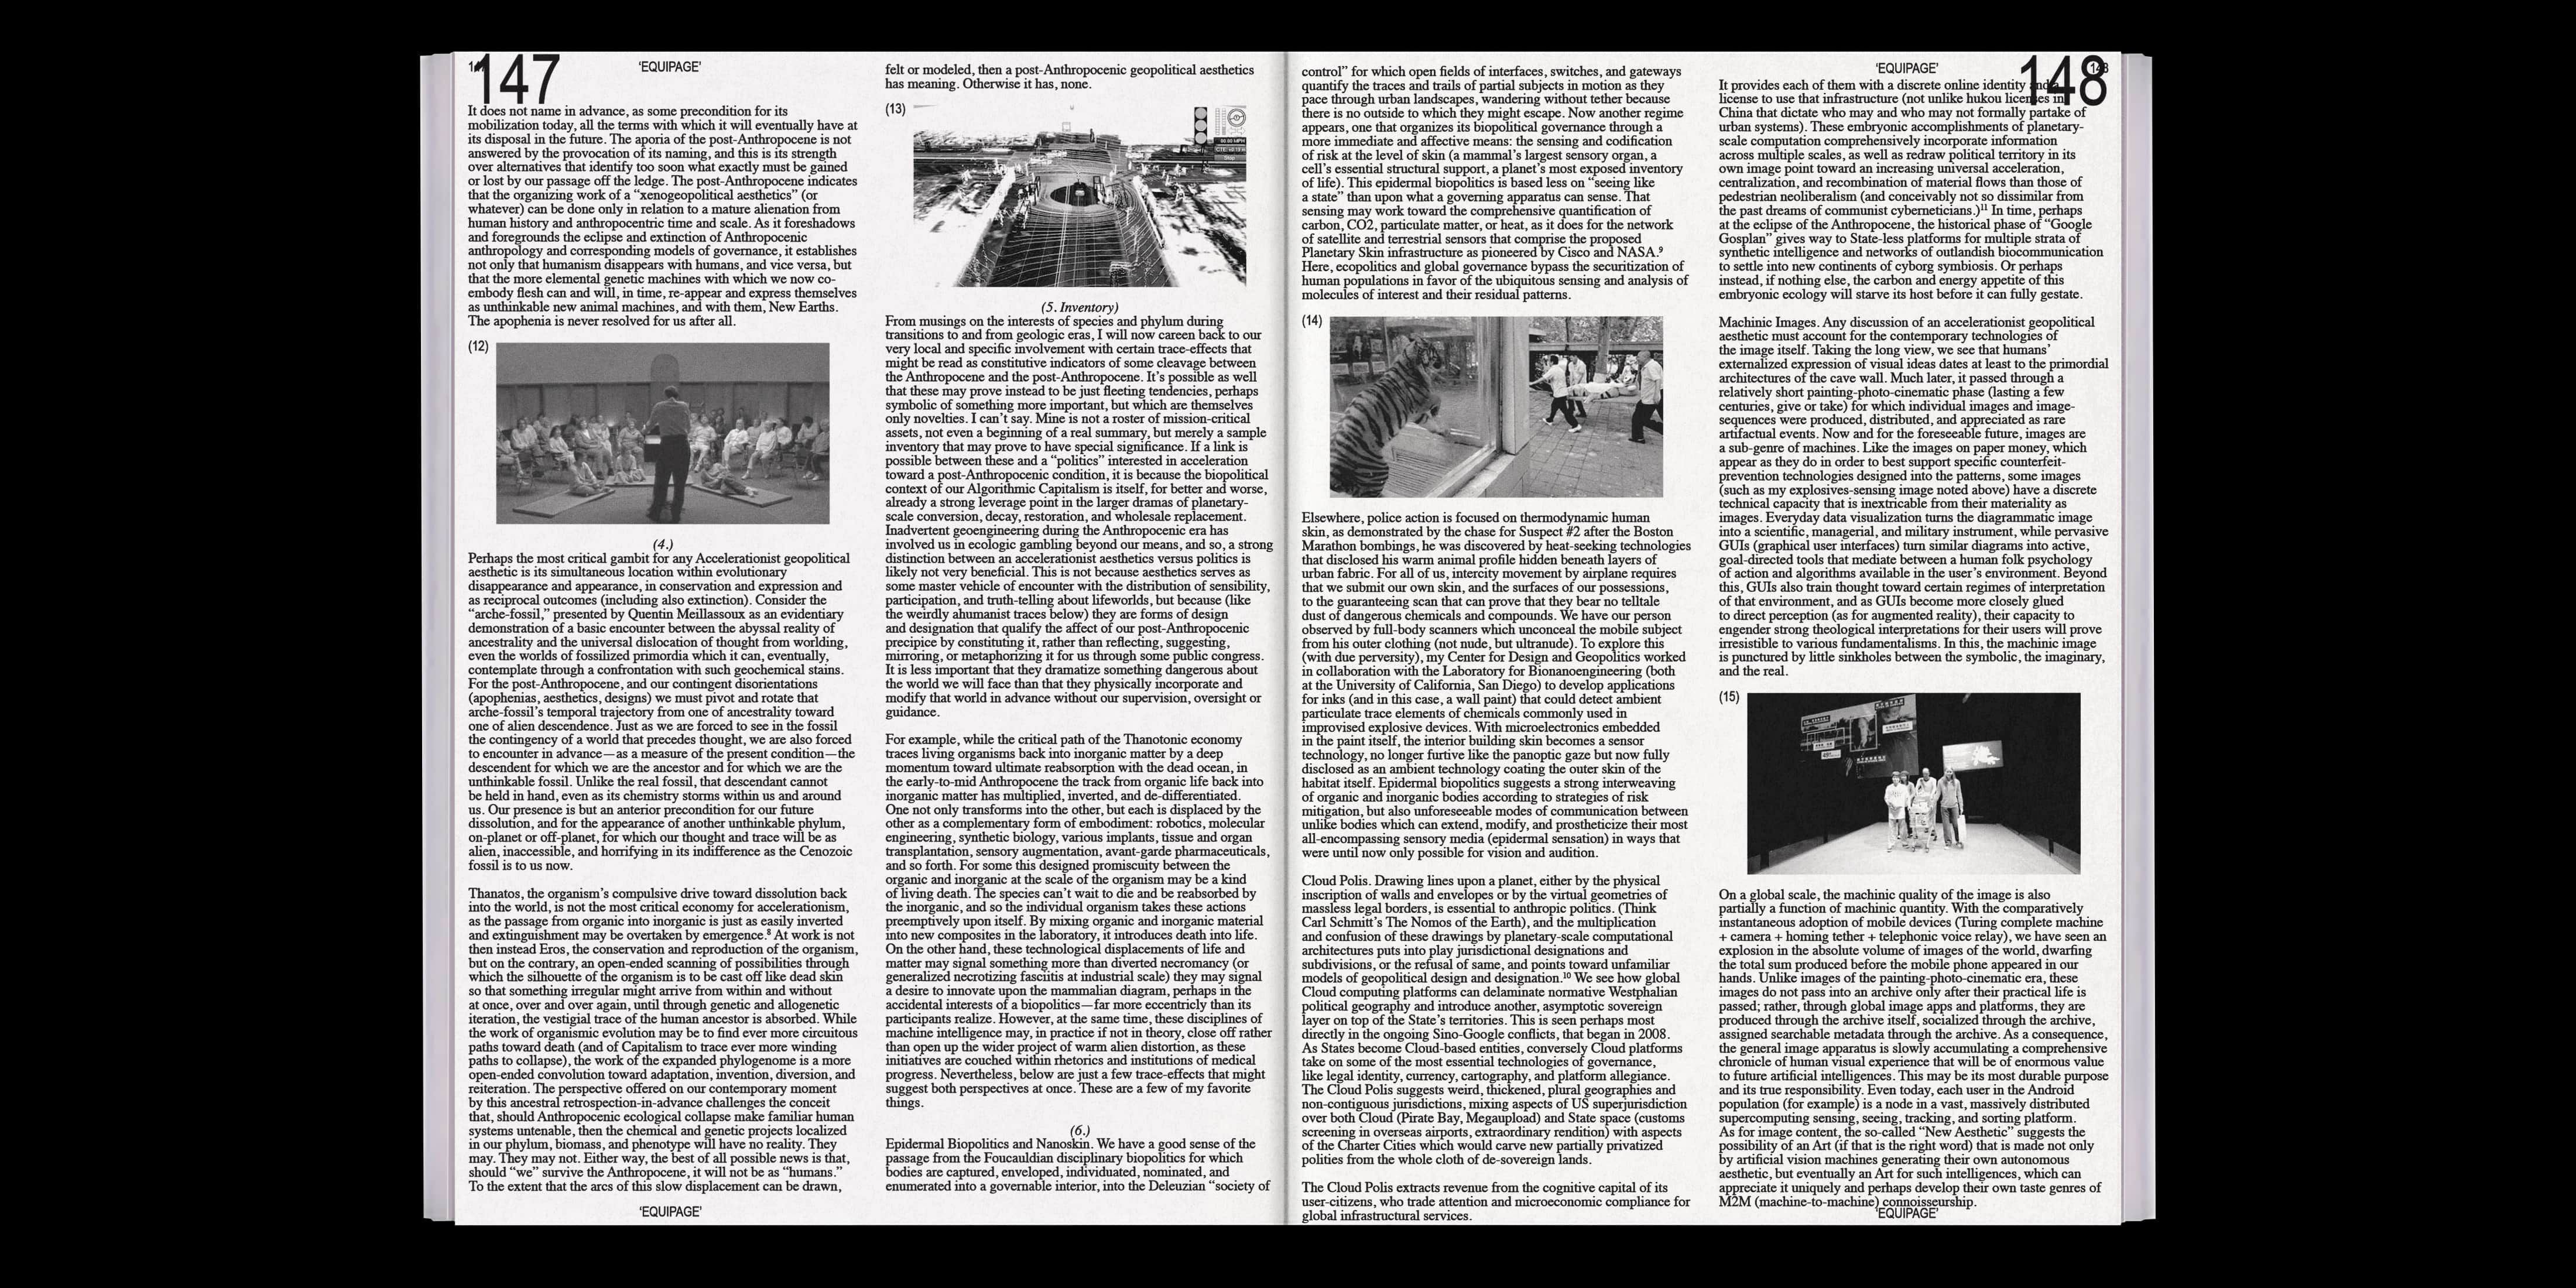 147
'EQUIPAGE'
It does not name in advance, as some precondition for its
mobilization today, all the terms with which it will eventually have at
its disposal in the future. The aporia of the post-Anthropocene is not
answered by the provocation of its naming, and this is its strength
over alternatives that identify too soon what exactly must be gained
or lost by our passage off the ledge. The post-Anthropocene indicates
that the organizing work of a “xenogeopolitical aesthetics” (or
whatever) can be done only in relation to a mature alienation from
human history and anthropocentric time and scale. As it foreshadows
and foregrounds the eclipse and extinction of Anthropocenic
anthropology and corresponding models of governance, it establishes
not only that humanism disappears with humans, and vice versa, but
that the more elemental genetic machines with which we now co-
embody flesh can and will, in time, re-appear and express themselves
as unthinkable new animal machines, and with them, New Earths.
The apophenia is never resolved for us after all.
(12)
(4.)
Perhaps the most critical gambit for any Accelerationist geopolitical
aesthetic is its simultaneous location within evolutionary
disappearance and appearance, in conservation and expression and
as reciprocal outcomes (including also extinction). Consider the
“arche-fossil,” presented by Quentin Meillassoux as an evidentiary
demonstration of a basic encounter between the abyssal reality of
ancestrality and the universal dislocation of thought from worlding,
even the worlds of fossilized primordia which it can, eventually,
contemplate through a confrontation with such geochemical stains.
For the post-Anthropocene, and our contingent disorientations
(apophenias, aesthetics, designs) we must pivot and rotate that
arche-fossil’s temporal trajectory from one of ancestrality toward
one of alien descendence. Just as we are forced to see in the fossil
the contingency of a world that precedes thought, we are also forced
to encounter in advance—as a measure of the present condition—the
descendent for which we are the ancestor and for which we are the
unthinkable fossil. Unlike the real fossil, that descendant cannot
be held in hand, even as its chemistry storms within us and around
us. Our presence is but an anterior precondition for our future
dissolution, and for the appearance of another unthinkable phylum,
on-planet or off-planet, for which our thought and trace will be as
alien, inaccessible, and horrifying in its indifference as the Cenozoic
fossil is to us now.
Thanatos, the organism’s compulsive drive toward dissolution back
into the world, is not the most critical economy for accelerationism,
as the passage from organic into inorganic is just as easily inverted
and extinguishment may be overtaken by emergence.⁸ At work is not
then instead Eros, the conservation and reproduction of the organism,
but on the contrary, an open-ended scanning of possibilities through
which the silhouette of the organism is to be cast off like dead skin
so that something irregular might arrive from within and without
at once, over and over again, until through genetic and allogenetic
iteration, the vestigial trace of the human ancestor is absorbed. While
the work of organismic evolution may be to find ever more circuitous
paths toward death (and of Capitalism to trace ever more winding
paths to collapse), the work of the expanded phylogenome is a more
open-ended convolution toward adaptation, invention, diversion, and
reiteration. The perspective offered on our contemporary moment
by this ancestral retrospection-in-advance challenges the conceit
that, should Anthropocenic ecological collapse make familiar human
systems untenable, then the chemical and genetic projects localized
in our phylum, biomass, and phenotype will have no reality. They
may. They may not. Either way, the best of all possible news is that,
should “we” survive the Anthropocene, it will not be as “humans.”
To the extent that the arcs of this slow displacement can be drawn,
'EQUIPAGE'
felt or modeled, then a post-Anthropocenic geopolitical aesthetics
has meaning. Otherwise it has, none.
(13)
(5. Inventory)
From musings on the interests of species and phylum during
transitions to and from geologic eras, I will now careen back to our
very local and specific involvement with certain trace-effects that
might be read as constitutive indicators of some cleavage between
the Anthropocene and the post-Anthropocene. It’s possible as well
that these may prove instead to be just fleeting tendencies, perhaps
symbolic of something more important, but which are themselves
only novelties. I can’t say. Mine is not a roster of mission-critical
assets, not even a beginning of a real summary, but merely a sample
inventory that may prove to have special significance. If a link is
possible between these and a “politics” interested in acceleration
toward a post-Anthropocenic condition, it is because the biopolitical
context of our Algorithmic Capitalism is itself, for better and worse,
already a strong leverage point in the larger dramas of planetary-
scale conversion, decay, restoration, and wholesale replacement.
Inadvertent geoengineering during the Anthropocenic era has
involved us in ecologic gambling beyond our means, and so, a strong
distinction between an accelerationist aesthetics versus politics is
likely not very beneficial. This is not because aesthetics serves as
some master vehicle of encounter with the distribution of sensibility,
participation, and truth-telling about lifeworlds, but because (like
the weirdly ahumanist traces below) they are forms of design
and designation that qualify the affect of our post-Anthropocenic
precipice by constituting it, rather than reflecting, suggesting,
mirroring, or metaphorizing it for us through some public congress.
It is less important that they dramatize something dangerous about
the world we will face than that they physically incorporate and
modify that world in advance without our supervision, oversight or
guidance.
For example, while the critical path of the Thanotonic economy
traces living organisms back into inorganic matter by a deep
momentum toward ultimate reabsorption with the dead ocean, in
the early-to-mid Anthropocene the track from organic life back into
inorganic matter has multiplied, inverted, and de-differentiated.
One not only transforms into the other, but each is displaced by the
other as a complementary form of embodiment: robotics, molecular
engineering, synthetic biology, various implants, tissue and organ
transplantation, sensory augmentation, avant-garde pharmaceuticals,
and so forth. For some this designed promiscuity between the
organic and inorganic at the scale of the organism may be a kind
of living death. The species can’t wait to die and be reabsorbed by
the inorganic, and so the individual organism takes these actions
preemptively upon itself. By mixing organic and inorganic material
into new composites in the laboratory, it introduces death into life.
On the other hand, these technological displacements of life and
matter may signal something more than diverted necromancy (or
generalized necrotizing fasciitis at industrial scale) they may signal
a desire to innovate upon the mammalian diagram, perhaps in the
accidental interests of a biopolitics—far more eccentrically than its
participants realize. However, at the same time, these disciplines of
machine intelligence may, in practice if not in theory, close off rather
than open up the wider project of warm alien distortion, as these
initiatives are couched within rhetorics and institutions of medical
progress. Nevertheless, below are just a few trace-effects that might
suggest both perspectives at once. These are a few of my favorite
things.
(6.)
Epidermal Biopolitics and Nanoskin. We have a good sense of the
passage from the Foucauldian disciplinary biopolitics for which
bodies are captured, enveloped, individuated, nominated, and
enumerated into a governable interior, into the Deleuzian “society of
control” for which open fields of interfaces, switches, and gateways
quantify the traces and trails of partial subjects in motion as they
pace through urban landscapes, wandering without tether because
there is no outside to which they might escape. Now another regime
appears, one that organizes its biopolitical governance through a
more immediate and affective means: the sensing and codification
of risk at the level of skin (a mammal’s largest sensory organ, a
cell’s essential structural support, a planet’s most exposed inventory
of life). This epidermal biopolitics is based less on “seeing like
a state” than upon what a governing apparatus can sense. That
sensing may work toward the comprehensive quantification of
carbon, CO2, particulate matter, or heat, as it does for the network
of satellite and terrestrial sensors that comprise the proposed
Planetary Skin infrastructure as pioneered by Cisco and NASA.⁹
Here, ecopolitics and global governance bypass the securitization of
human populations in favor of the ubiquitous sensing and analysis of
molecules of interest and their residual patterns.
(14)
Elsewhere, police action is focused on thermodynamic human
skin, as demonstrated by the chase for Suspect #2 after the Boston
Marathon bombings, he was discovered by heat-seeking technologies
that disclosed his warm animal profile hidden beneath layers of
urban fabric. For all of us, intercity movement by airplane requires
that we submit our own skin, and the surfaces of our possessions,
to the guaranteeing scan that can prove that they bear no telltale
dust of dangerous chemicals and compounds. We have our person
observed by full-body scanners which unconceal the mobile subject
from his outer clothing (not nude, but ultranude). To explore this
(with due perversity), my Center for Design and Geopolitics worked
in collaboration with the Laboratory for Bionanoengineering (both
at the University of California, San Diego) to develop applications
for inks (and in this case, a wall paint) that could detect ambient
particulate trace elements of chemicals commonly used in
improvised explosive devices. With microelectronics embedded
in the paint itself, the interior building skin becomes a sensor
technology, no longer furtive like the panoptic gaze but now fully
disclosed as an ambient technology coating the outer skin of the
habitat itself. Epidermal biopolitics suggests a strong interweaving
of organic and inorganic bodies according to strategies of risk
mitigation, but also unforeseeable modes of communication between
unlike bodies which can extend, modify, and prostheticize their most
all-encompassing sensory media (epidermal sensation) in ways that
were until now only possible for vision and audition.
Cloud Polis. Drawing lines upon a planet, either by the physical
inscription of walls and envelopes or by the virtual geometries of
massless legal borders, is essential to anthropic politics. (Think
Carl Schmitt’s The Nomos of the Earth), and the multiplication
and confusion of these drawings by planetary-scale computational
architectures puts into play jurisdictional designations and
subdivisions, or the refusal of same, and points toward unfamiliar
models of geopolitical design and designation.¹⁰ We see how global
Cloud computing platforms can delaminate normative Westphalian
political geography and introduce another, asymptotic sovereign
layer on top of the State’s territories. This is seen perhaps most
directly in the ongoing Sino-Google conflicts, that began in 2008.
As States become Cloud-based entities, conversely Cloud platforms
take on some of the most essential technologies of governance,
like legal identity, currency, cartography, and platform allegiance.
The Cloud Polis suggests weird, thickened, plural geographies and
non-contiguous jurisdictions, mixing aspects of US superjurisdiction
over both Cloud (Pirate Bay, Megaupload) and State space (customs
screening in overseas airports, extraordinary rendition) with aspects
of the Charter Cities which would carve new partially privatized
polities from the whole cloth of de-sovereign lands.
The Cloud Polis extracts revenue from the cognitive capital of its
user-citizens, who trade attention and microeconomic compliance for
global infrastructural services.
'EQUIPAGE'
148
It provides each of them with a discrete online identity and a
license to use that infrastructure (not unlike hukou licenses in
China that dictate who may and who may not formally partake of
urban systems). These embryonic accomplishments of planetary-
scale computation comprehensively incorporate information
across multiple scales, as well as redraw political territory in its
own image point toward an increasing universal acceleration,
centralization, and recombination of material flows than those of
pedestrian neoliberalism (and conceivably not so dissimilar from
the past dreams of communist cyberneticians.)¹¹ In time, perhaps
at the eclipse of the Anthropocene, the historical phase of “Google
Gosplan” gives way to State-less platforms for multiple strata of
synthetic intelligence and networks of outlandish biocommunication
to settle into new continents of cyborg symbiosis. Or perhaps
instead, if nothing else, the carbon and energy appetite of this
embryonic ecology will starve its host before it can fully gestate.
Machinic Images. Any discussion of an accelerationist geopolitical
aesthetic must account for the contemporary technologies of
the image itself. Taking the long view, we see that humans’
externalized expression of visual ideas dates at least to the primordial
architectures of the cave wall. Much later, it passed through a
relatively short painting-photo-cinematic phase (lasting a few
centuries, give or take) for which individual images and image-
sequences were produced, distributed, and appreciated as rare
artifactual events. Now and for the foreseeable future, images are
a sub-genre of machines. Like the images on paper money, which
appear as they do in order to best support specific counterfeit-
prevention technologies designed into the patterns, some images
(such as my explosives-sensing image noted above) have a discrete
technical capacity that is inextricable from their materiality as
images. Everyday data visualization turns the diagrammatic image
into a scientific, managerial, and military instrument, while pervasive
GUIs (graphical user interfaces) turn similar diagrams into active,
goal-directed tools that mediate between a human folk psychology
of action and algorithms available in the user’s environment. Beyond
this, GUIs also train thought toward certain regimes of interpretation
of that environment, and as GUIs become more closely glued
to direct perception (as for augmented reality), their capacity to
engender strong theological interpretations for their users will prove
irresistible to various fundamentalisms. In this, the machinic image
is punctured by little sinkholes between the symbolic, the imaginary,
and the real.
(15)
On a global scale, the machinic quality of the image is also
partially a function of machinic quantity. With the comparatively
instantaneous adoption of mobile devices (Turing complete machine
+ camera + homing tether + telephonic voice relay), we have seen an
explosion in the absolute volume of images of the world, dwarfing
the total sum produced before the mobile phone appeared in our
hands. Unlike images of the painting-photo-cinematic era, these
images do not pass into an archive only after their practical life is
passed; rather, through global image apps and platforms, they are
produced through the archive itself, socialized through the archive,
assigned searchable metadata through the archive. As a consequence,
the general image apparatus is slowly accumulating a comprehensive
chronicle of human visual experience that will be of enormous value
to future artificial intelligences. This may be its most durable purpose
and its true responsibility. Even today, each user in the Android
population (for example) is a node in a vast, massively distributed
supercomputing sensing, seeing, tracking, and sorting platform.
As for image content, the so-called “New Aesthetic” suggests the
possibility of an Art (if that is the right word) that is made not only
by artificial vision machines generating their own autonomous
aesthetic, but eventually an Art for such intelligences, which can
appreciate it uniquely and perhaps develop their own taste genres of
M2M (machine-to-machine) connoisseurship.
'EQUIPAGE'